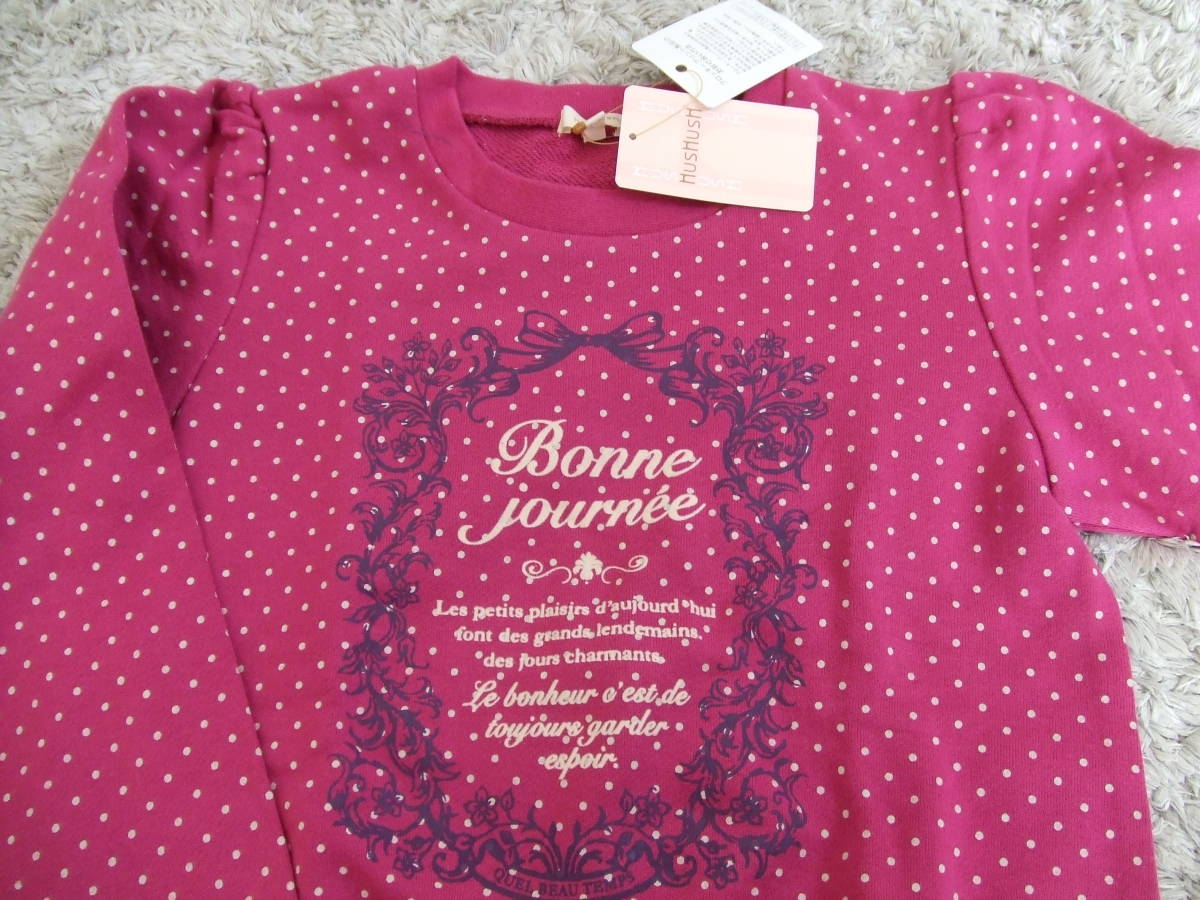 HusHusH
Bonne
journée
Les petits plaisirs d'aujourd'hui
font des grands lendemains,
des jours charmants.
Le bonheur c'est de
toujours garder
espoir.
QUEL BEAU TEMPS